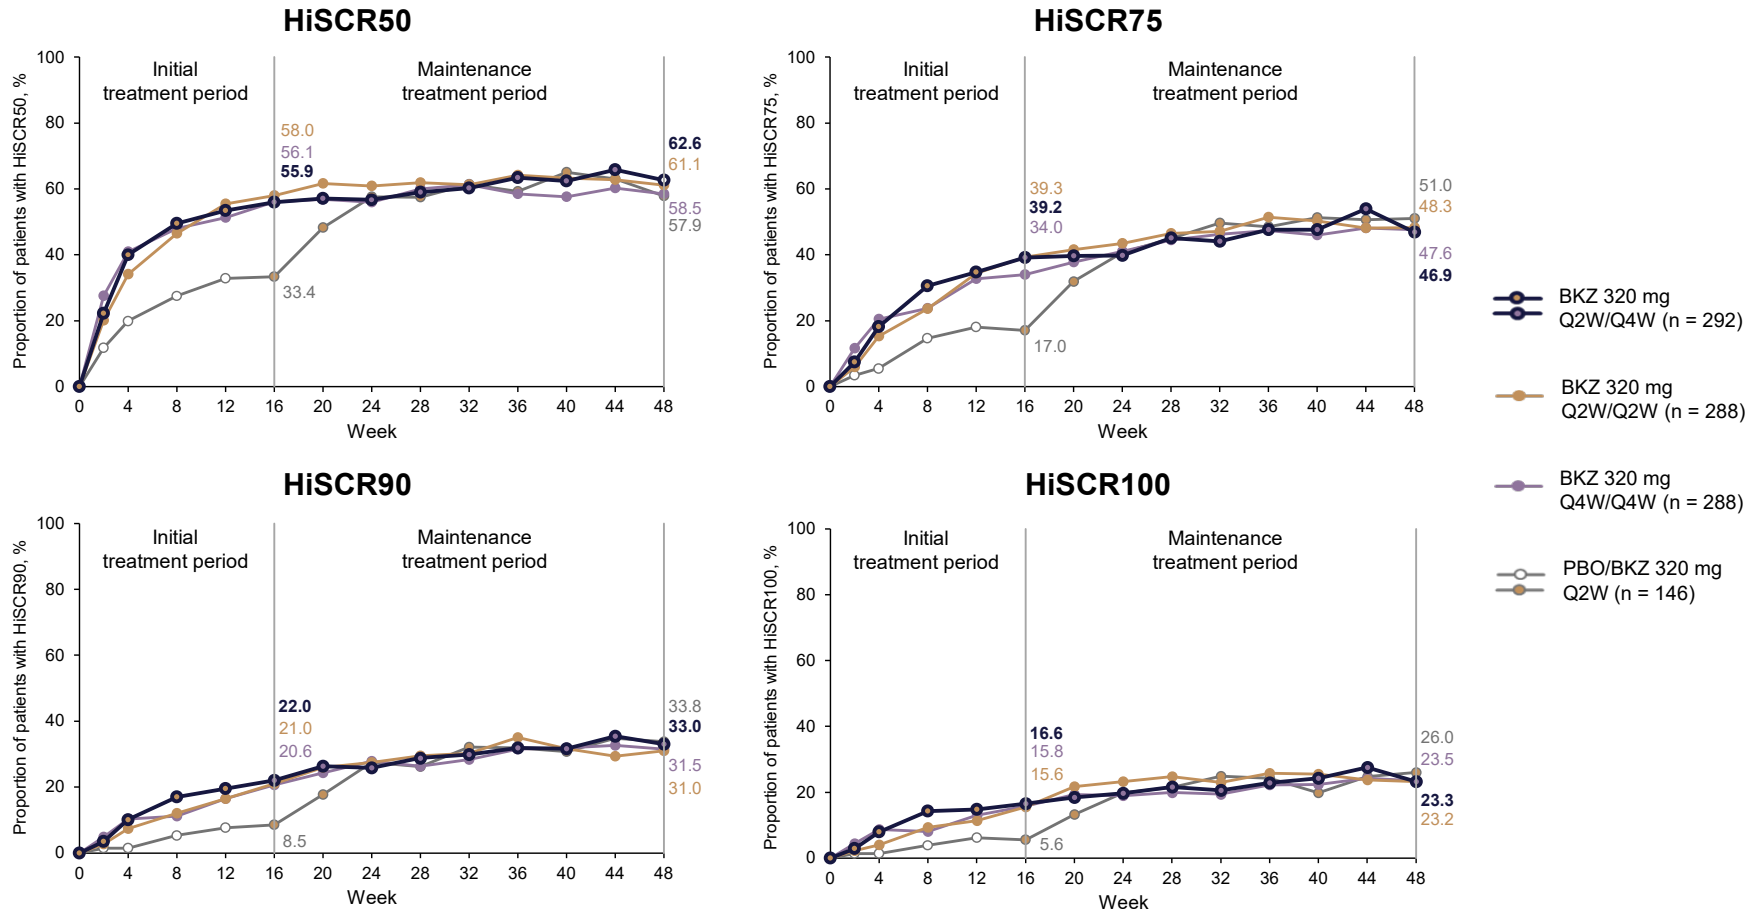 HiSCR50
Proportion of patients with HiSCR50, %
100
80
60
40
20
0
Initial
treatment period
Maintenance
treatment period
58.0
56.1
55.9
33.4
62.6
61.1
58.5
57.9
0 4 8 12 16 20 24 28 32 36 40 44 48
Week
HiSCR75
Proportion of patients with HiSCR75, %
100
80
60
40
20
0
Initial
treatment period
Maintenance
treatment period
39.3
39.2
34.0
17.0
51.0
48.3
47.6
46.9
0 4 8 12 16 20 24 28 32 36 40 44 48
Week
BKZ 320 mg
Q2W/Q4W (n = 292)
BKZ 320 mg
Q2W/Q2W (n = 288)
BKZ 320 mg
Q4W/Q4W (n = 288)
PBO/BKZ 320 mg
Q2W (n = 146)
HiSCR90
Proportion of patients with HiSCR90, %
100
80
60
40
20
0
Initial
treatment period
Maintenance
treatment period
22.0
21.0
20.6
8.5
33.8
33.0
31.5
31.0
0 4 8 12 16 20 24 28 32 36 40 44 48
Week
HiSCR100
Proportion of patients with HiSCR100, %
100
80
60
40
20
0
Initial
treatment period
Maintenance
treatment period
16.6
15.8
15.6
5.6
26.0
23.5
23.3
23.2
0 4 8 12 16 20 24 28 32 36 40 44 48
Week